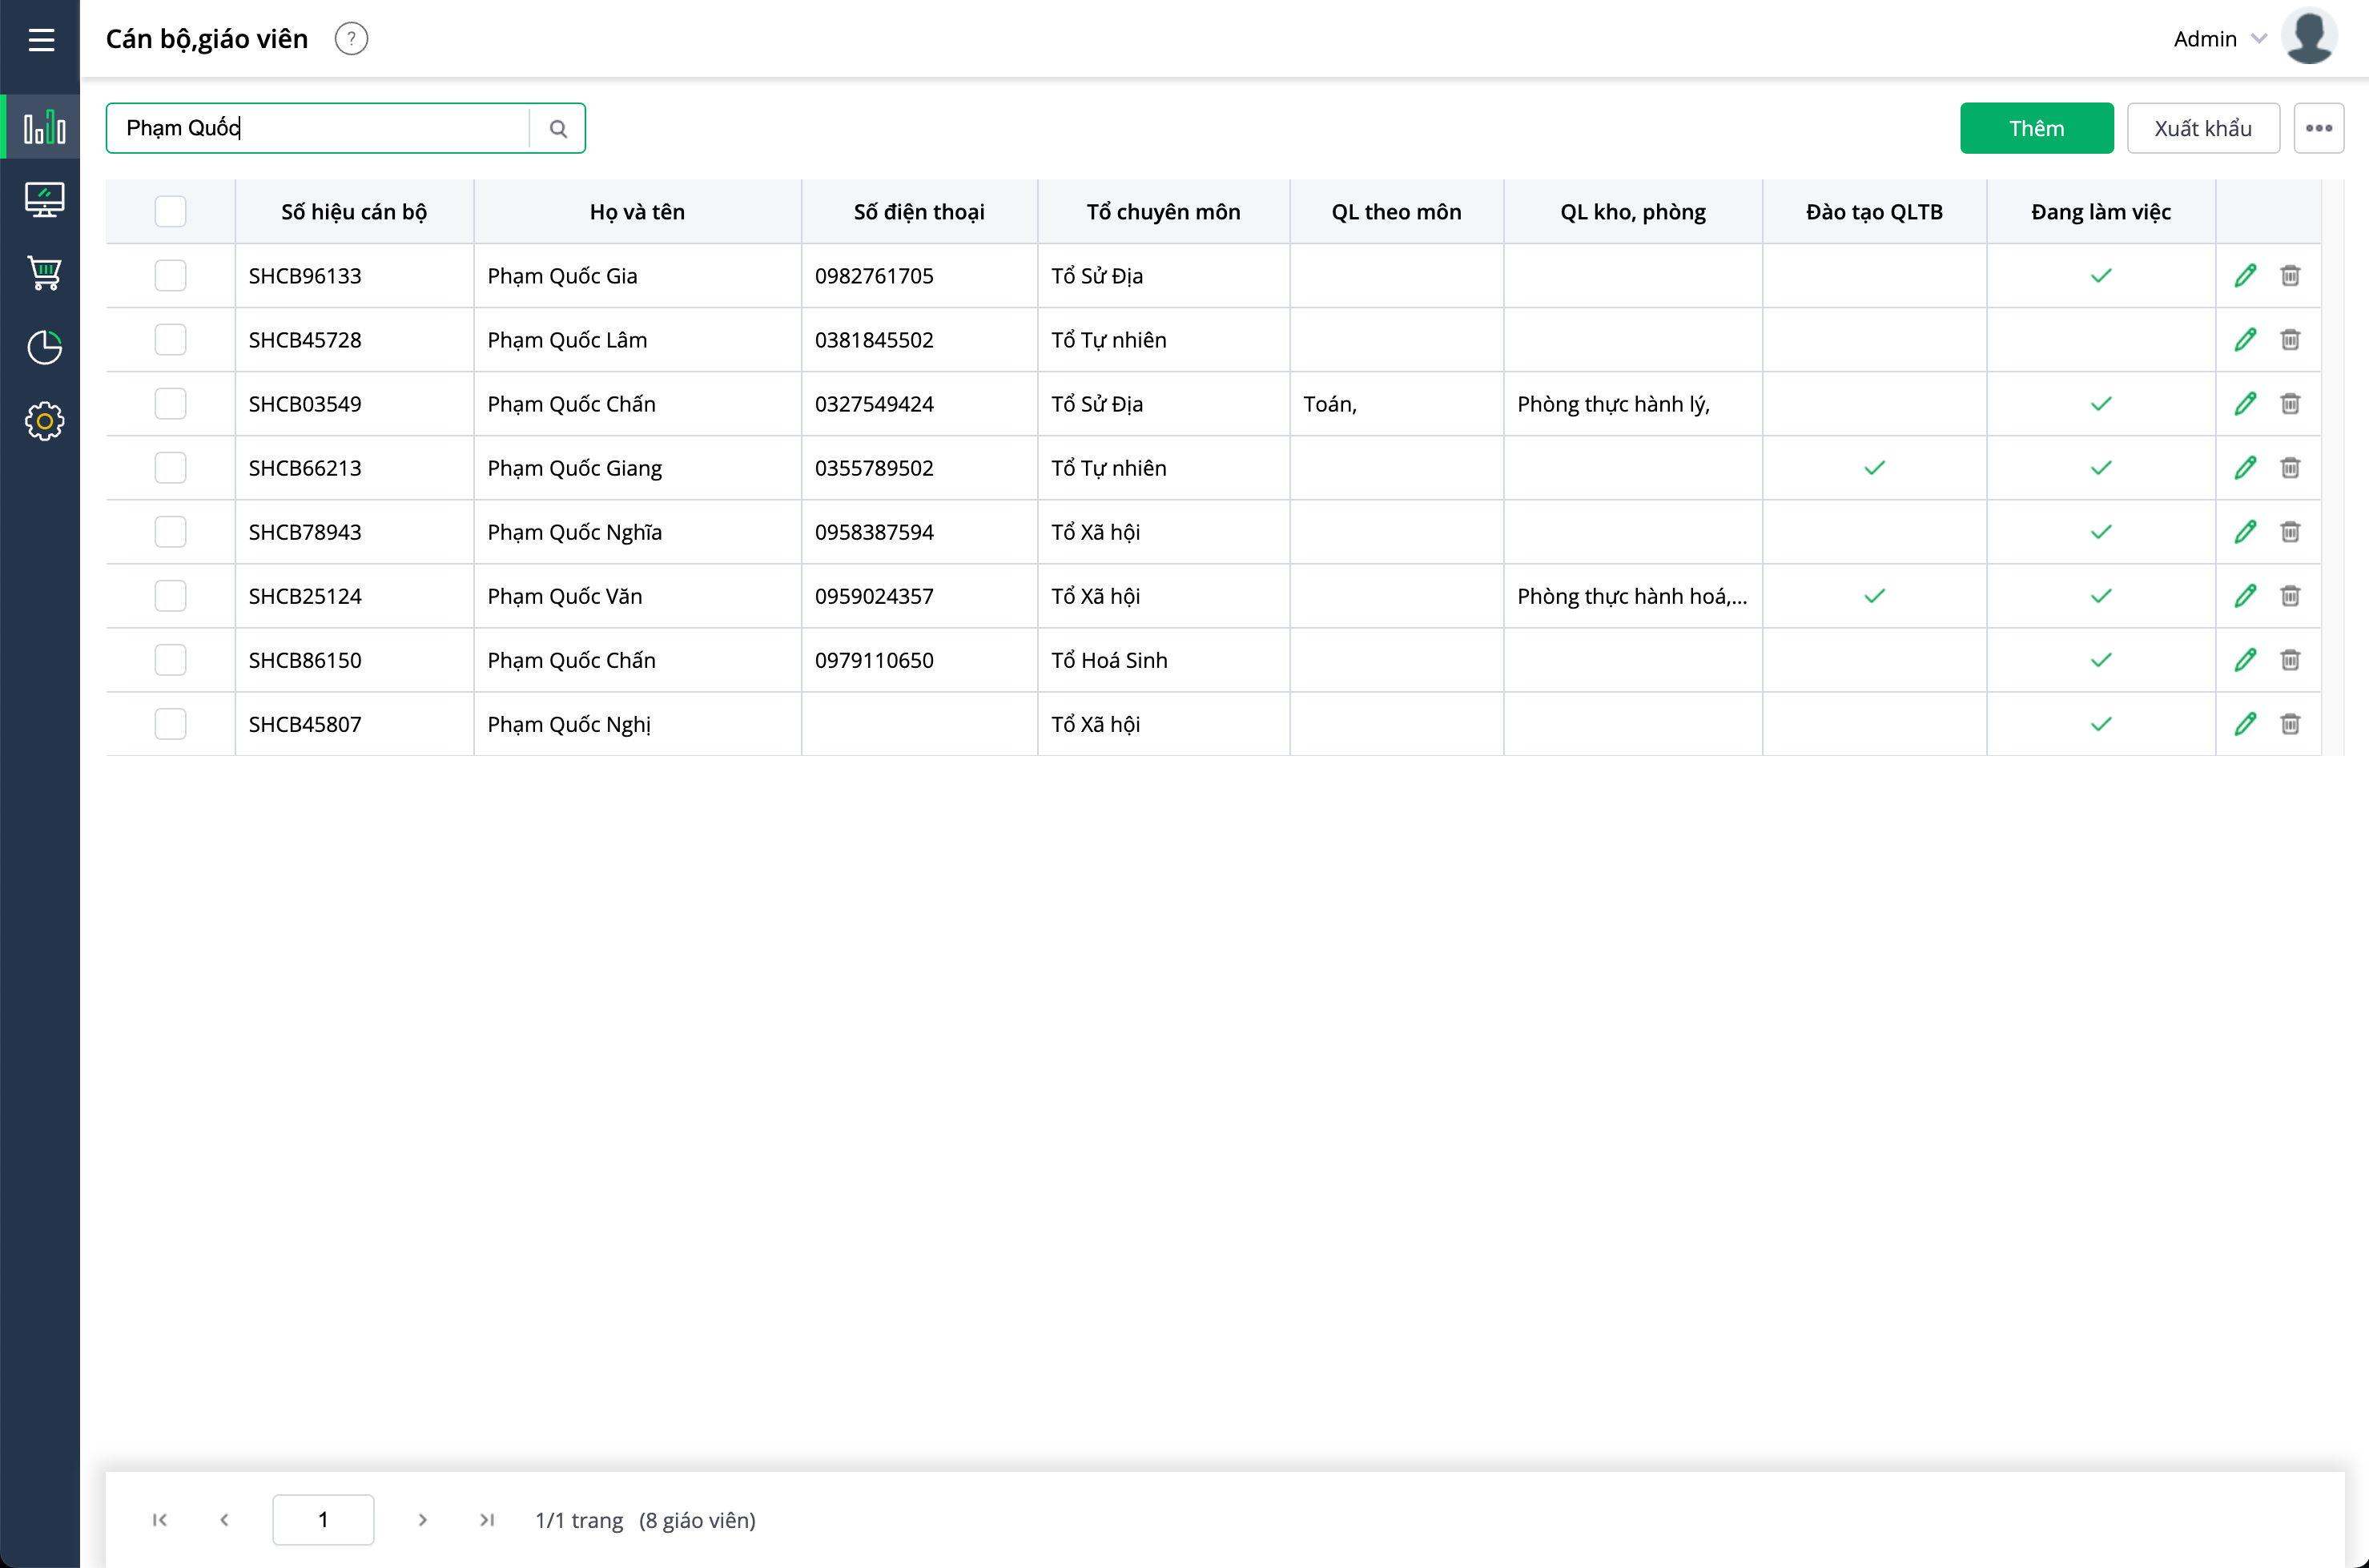 Cán bộ,giáo viên ? Admin
Phạm Quốc Thêm Xuất khẩu
Số hiệu cán bộ Họ và tên Số điện thoại Tổ chuyên môn QL theo môn QL kho, phòng Đào tạo QLTB Đang làm việc
SHCB96133 Phạm Quốc Gia 0982761705 Tổ Sử Địa
SHCB45728 Phạm Quốc Lâm 0381845502 Tổ Tự nhiên
SHCB03549 Phạm Quốc Chấn 0327549424 Tổ Sử Địa Toán, Phòng thực hành lý,
SHCB66213 Phạm Quốc Giang 0355789502 Tổ Tự nhiên
SHCB78943 Phạm Quốc Nghĩa 0958387594 Tổ Xã hội
SHCB25124 Phạm Quốc Văn 0959024357 Tổ Xã hội Phòng thực hành hoá,...
SHCB86150 Phạm Quốc Chấn 0979110650 Tổ Hoá Sinh
SHCB45807 Phạm Quốc Nghị Tổ Xã hội
1 1/1 trang (8 giáo viên)